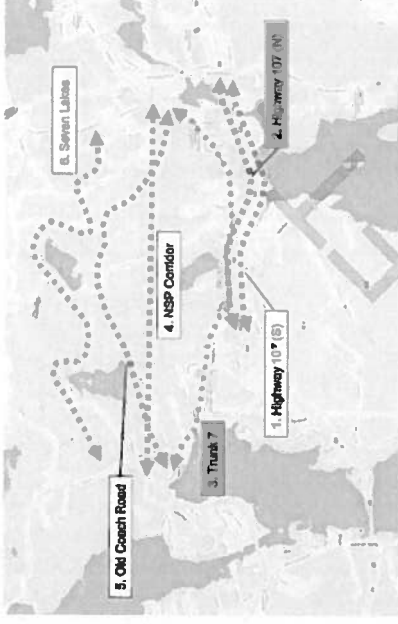 6. Seven Lakes
2. Highway 107 (N)
4. NSP Corridor
1. Highway 107 (S)
3. Trunk 7
5. Old Coach Road